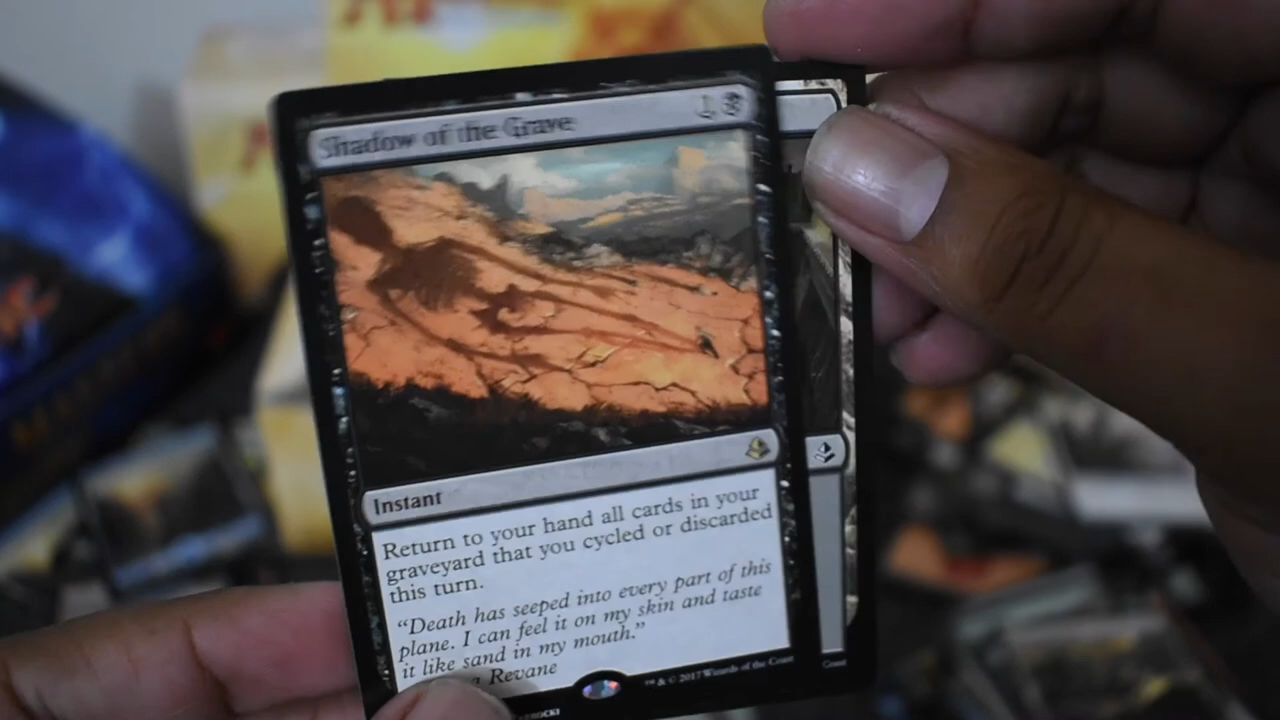 Shadow of the Grave
1
Instant
Return to your hand all cards in your
graveyard that you cycled or discarded
this turn.
“Death has seeped into every part of this
plane. I can feel it on my skin and taste
it like sand in my mouth.”
Revane
™ & © 2017 Wizards of the Coast
Coast